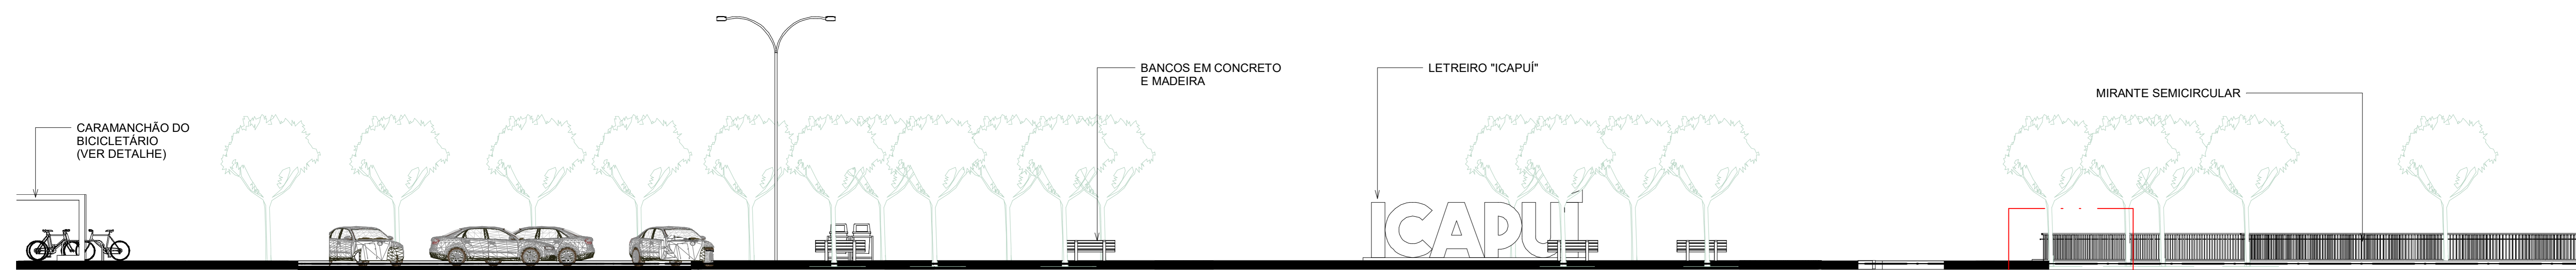 CARAMANCHÃO DO
BICICLETÁRIO
(VER DETALHE)
BANCOS EM CONCRETO
E MADEIRA
LETREIRO "ICAPUÍ"
ICAPUÍ
MIRANTE SEMICIRCULAR